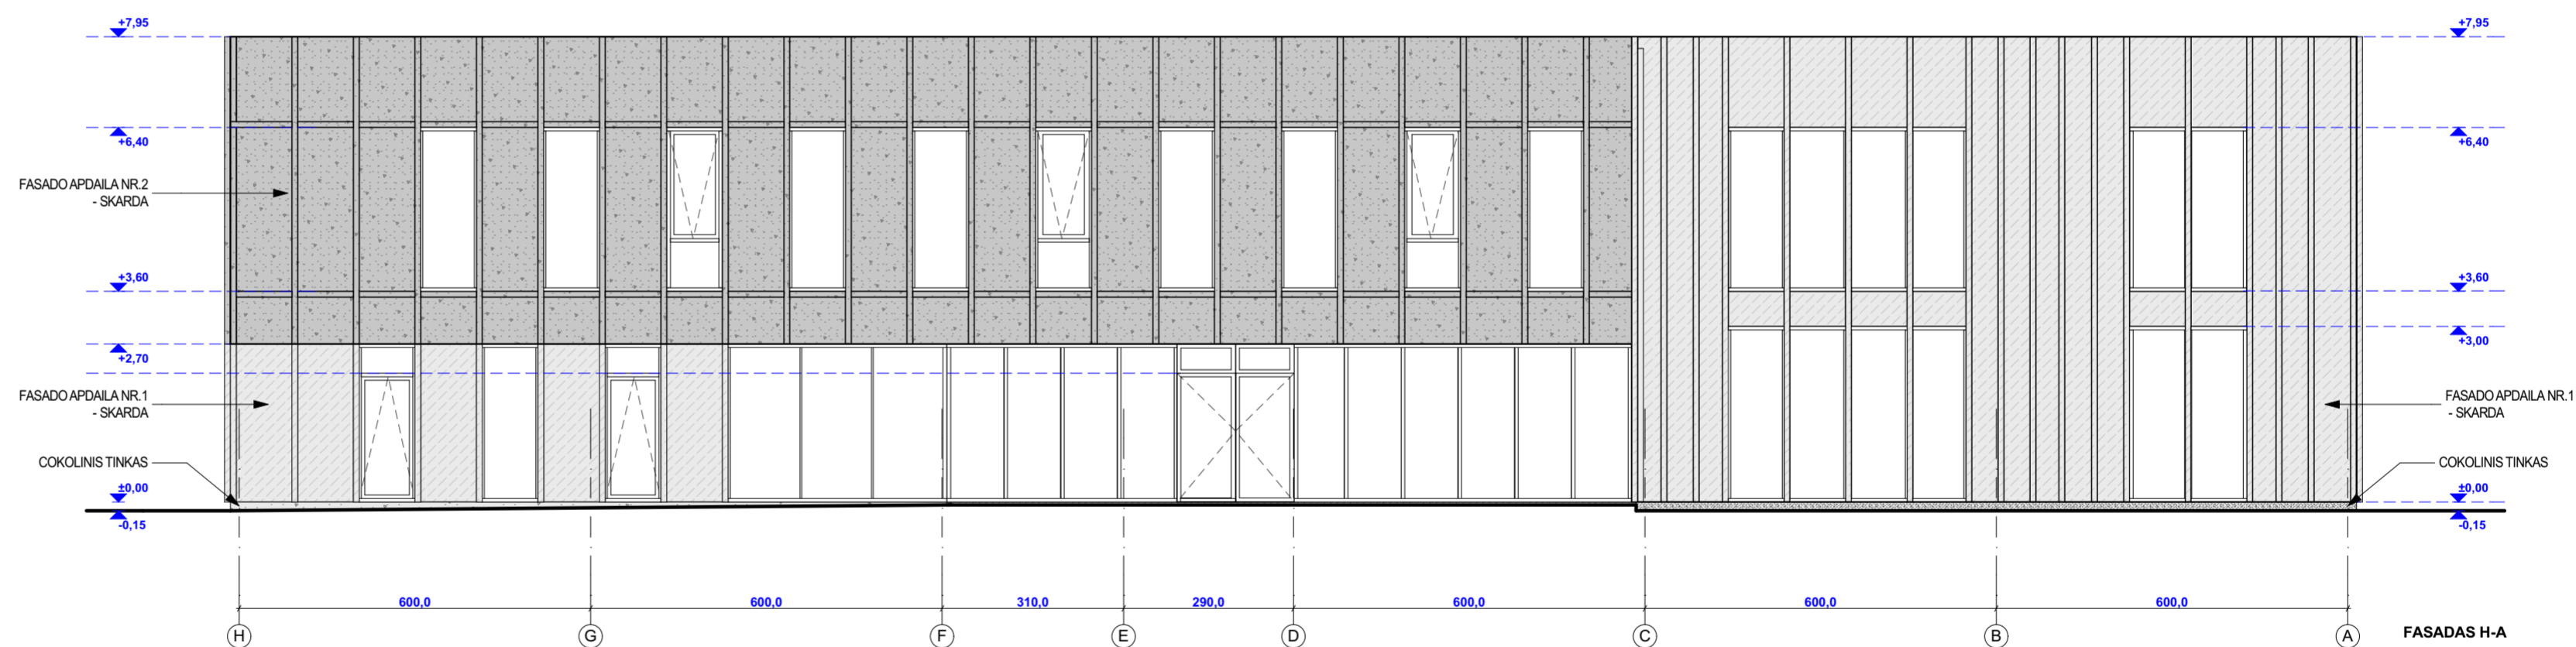 +7,95
+7,95
+6,40
+6,40
FASADO APDAILA NR.2
- SKARDA
+3,60
+3,60
+2,70
+3,00
FASADO APDAILA NR.1
- SKARDA
FASADO APDAILA NR.1
- SKARDA
COKOLINIS TINKAS
COKOLINIS TINKAS
±0,00
±0,00
-0,15
-0,15
600,0
600,0
310,0
290,0
600,0
600,0
600,0
H
G
F
E
D
C
B
A
FASADAS H-A